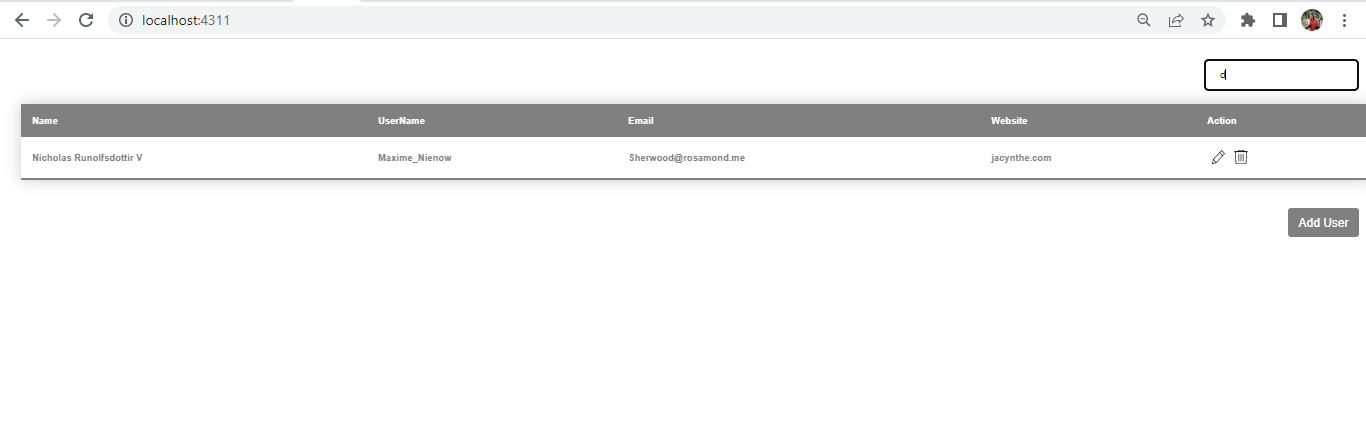 localhost:4311
d
Name UserName Email Website Action
Nicholas Runolfsdottir V Maxime_Nienow Sherwood@rosamond.me jacynthe.com
Add User